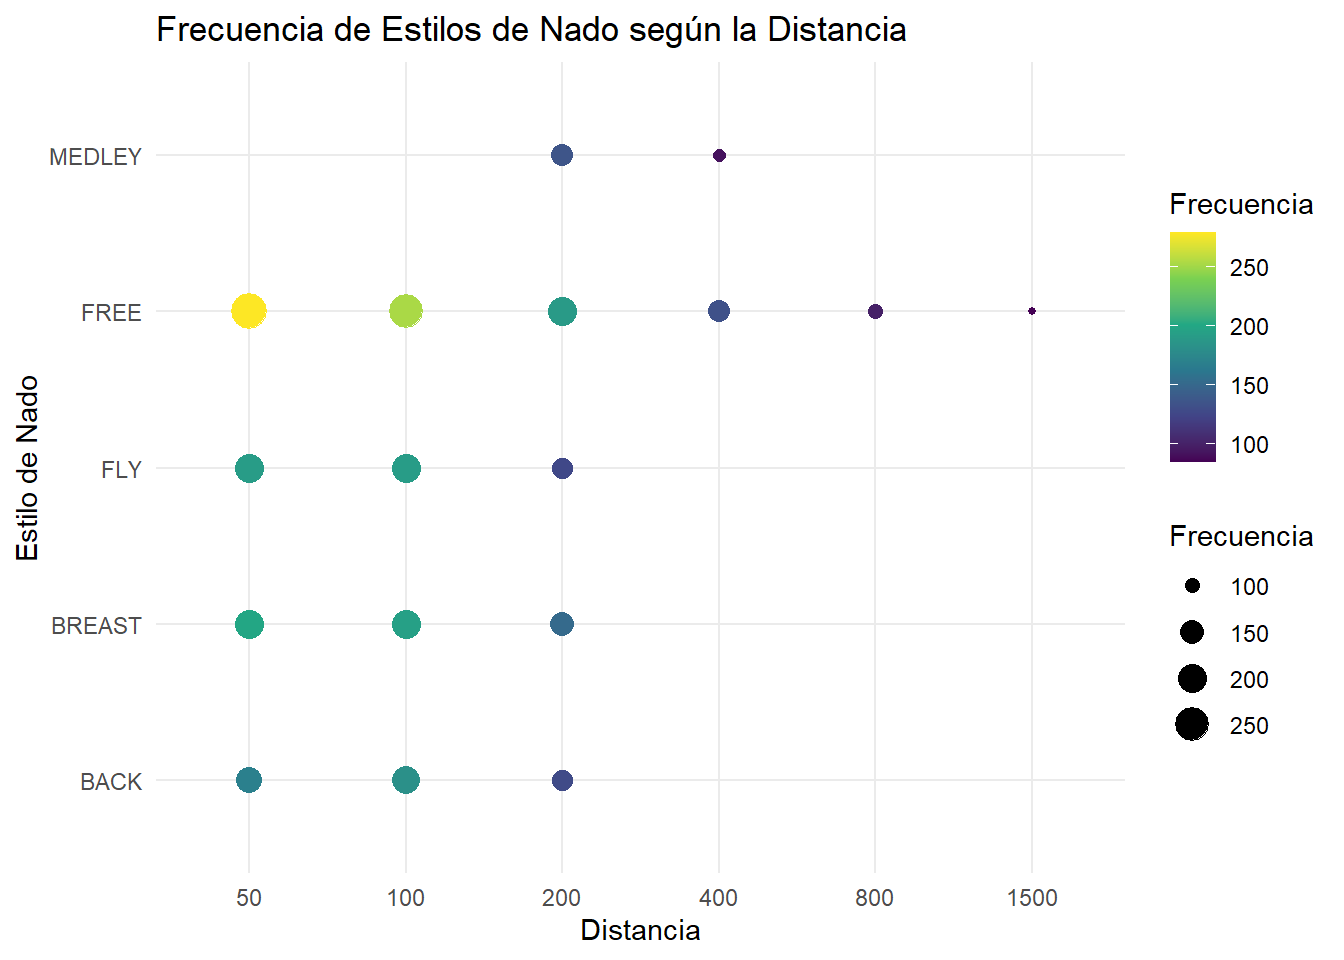 Frecuencia de Estilos de Nado según la Distancia
Estilo de Nado
MEDLEY
FREE
FLY
BREAST
BACK
50 100 200 400 800 1500
Distancia
Frecuencia
250
200
150
100
Frecuencia
100
150
200
250